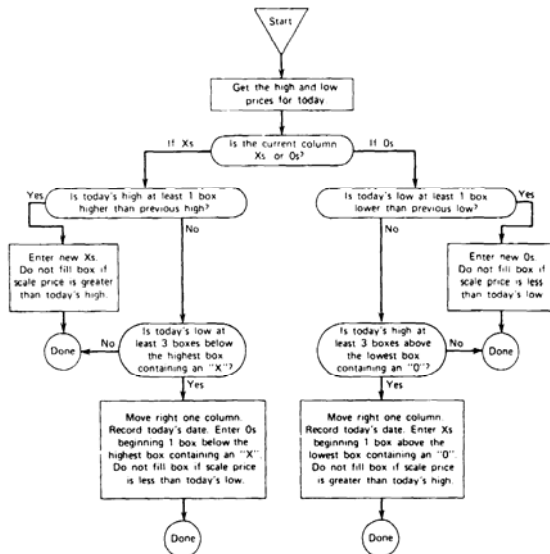 Start
Get the high and low
prices for today
If Xs
Is the current column
Xs or 0s?
If 0s
Yes
Is today's high at least 1 box
higher than previous high?
No
Is today's low at least 1 box
lower than previous low?
Yes
No
Enter new Xs.
Do not fill box if
scale price is greater
than today's high.
Enter new 0s.
Do not fill box if
scale price is less
than today's low
Done
No
Is today's low at
least 3 boxes below
the highest box
containing an "X"?
Yes
Is today's high at
least 3 boxes above
the lowest box
containing an "0"?
No
Done
Yes
Move right one column.
Record today's date. Enter 0s
beginning 1 box below the
highest box containing an "X".
Do not fill box if scale price
is less than today's low.
Move right one column.
Record today's date. Enter Xs
beginning 1 box above the
lowest box containing an "0".
Do not fill box if scale price
is greater than today's high.
Done
Done